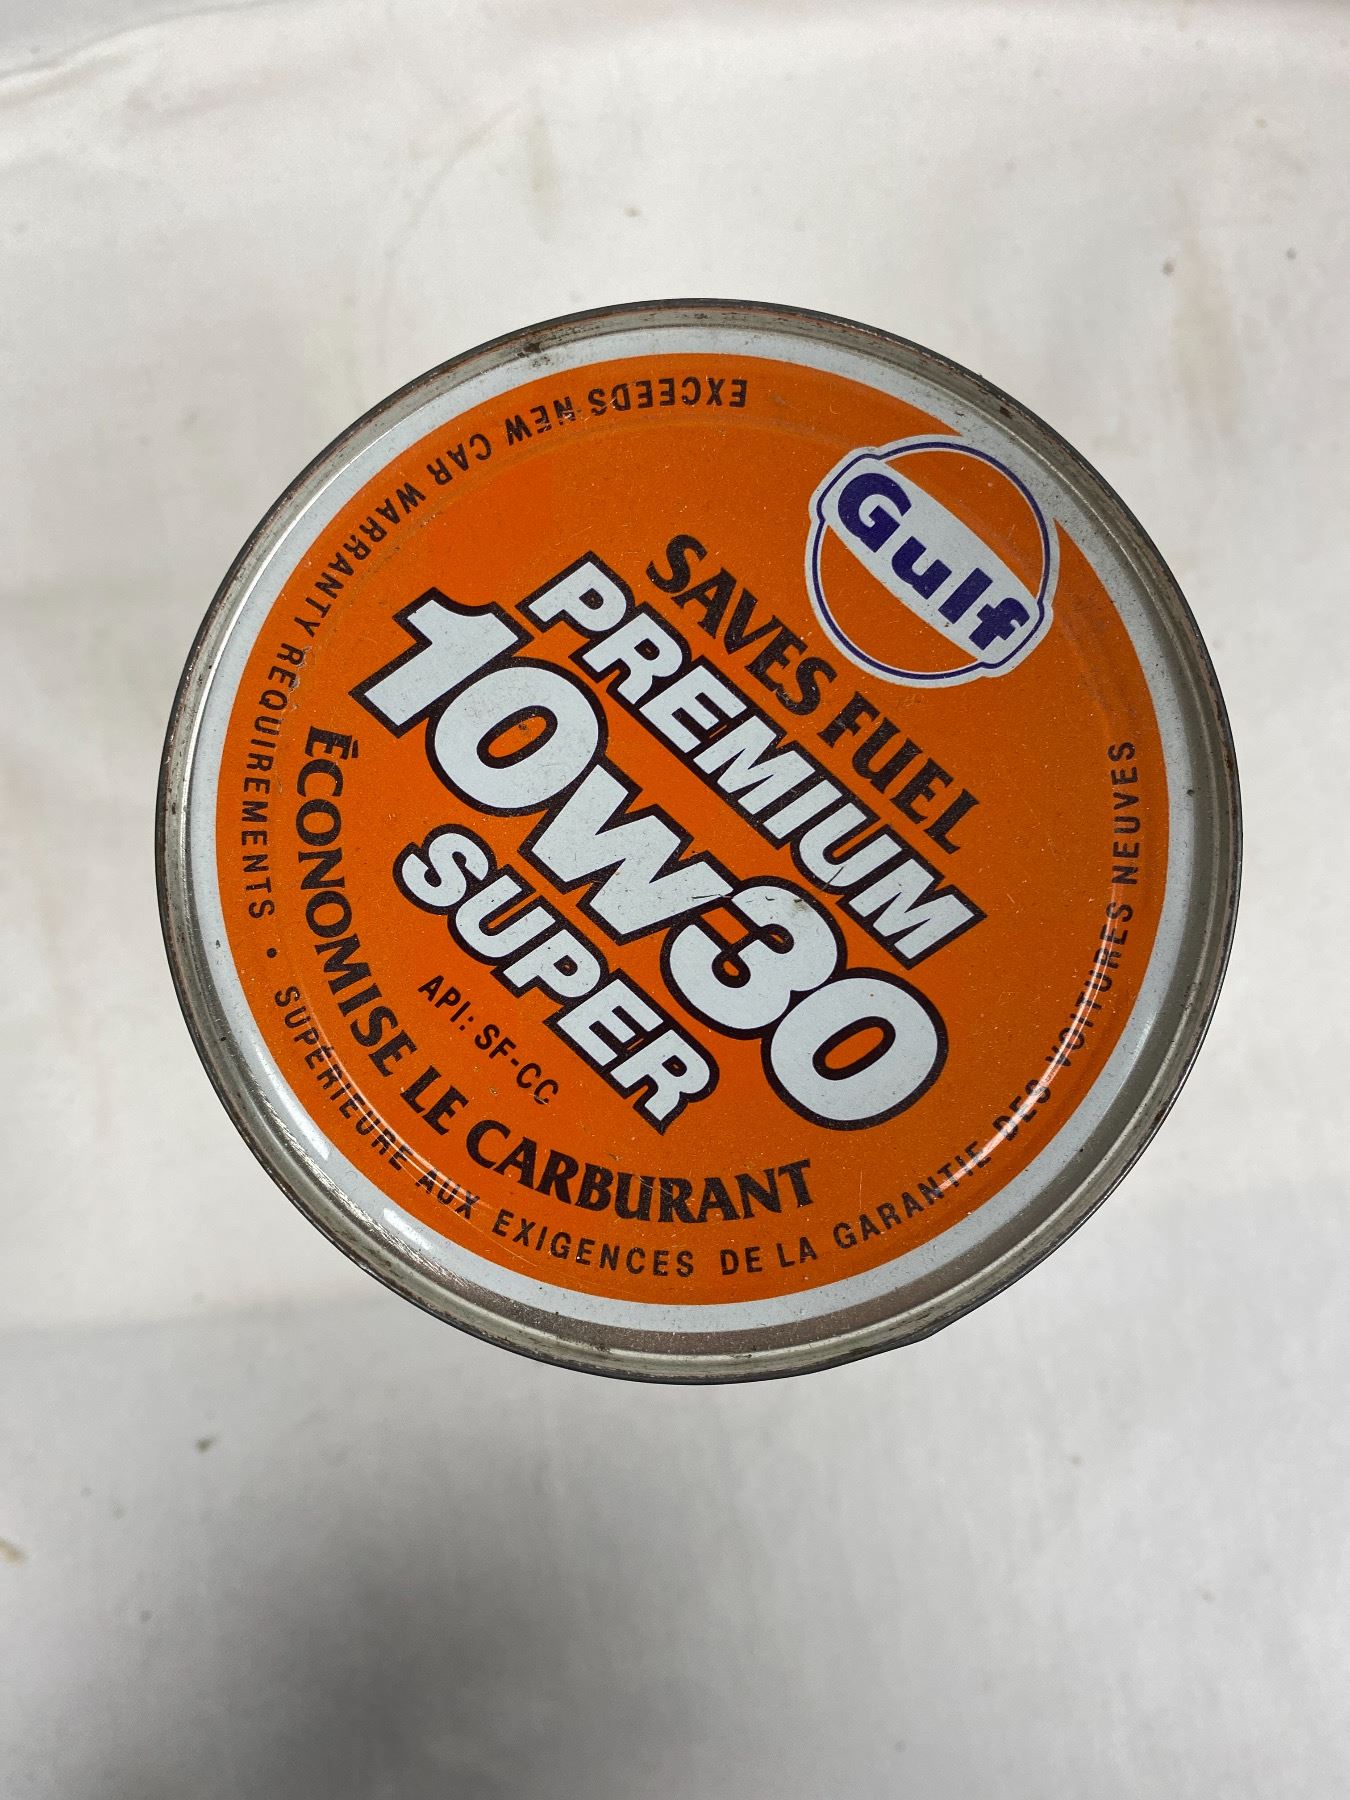 Gulf
SAVES FUEL
PREMIUM
10W30
SUPER
API: SF-CC
ÉCONOMISE LE CARBURANT
EXCEEDS NEW CAR WARRANTY REQUIREMENTS • SUPÉRIEURE AUX EXIGENCES DE LA GARANTIE DES VOITURES NEUVES